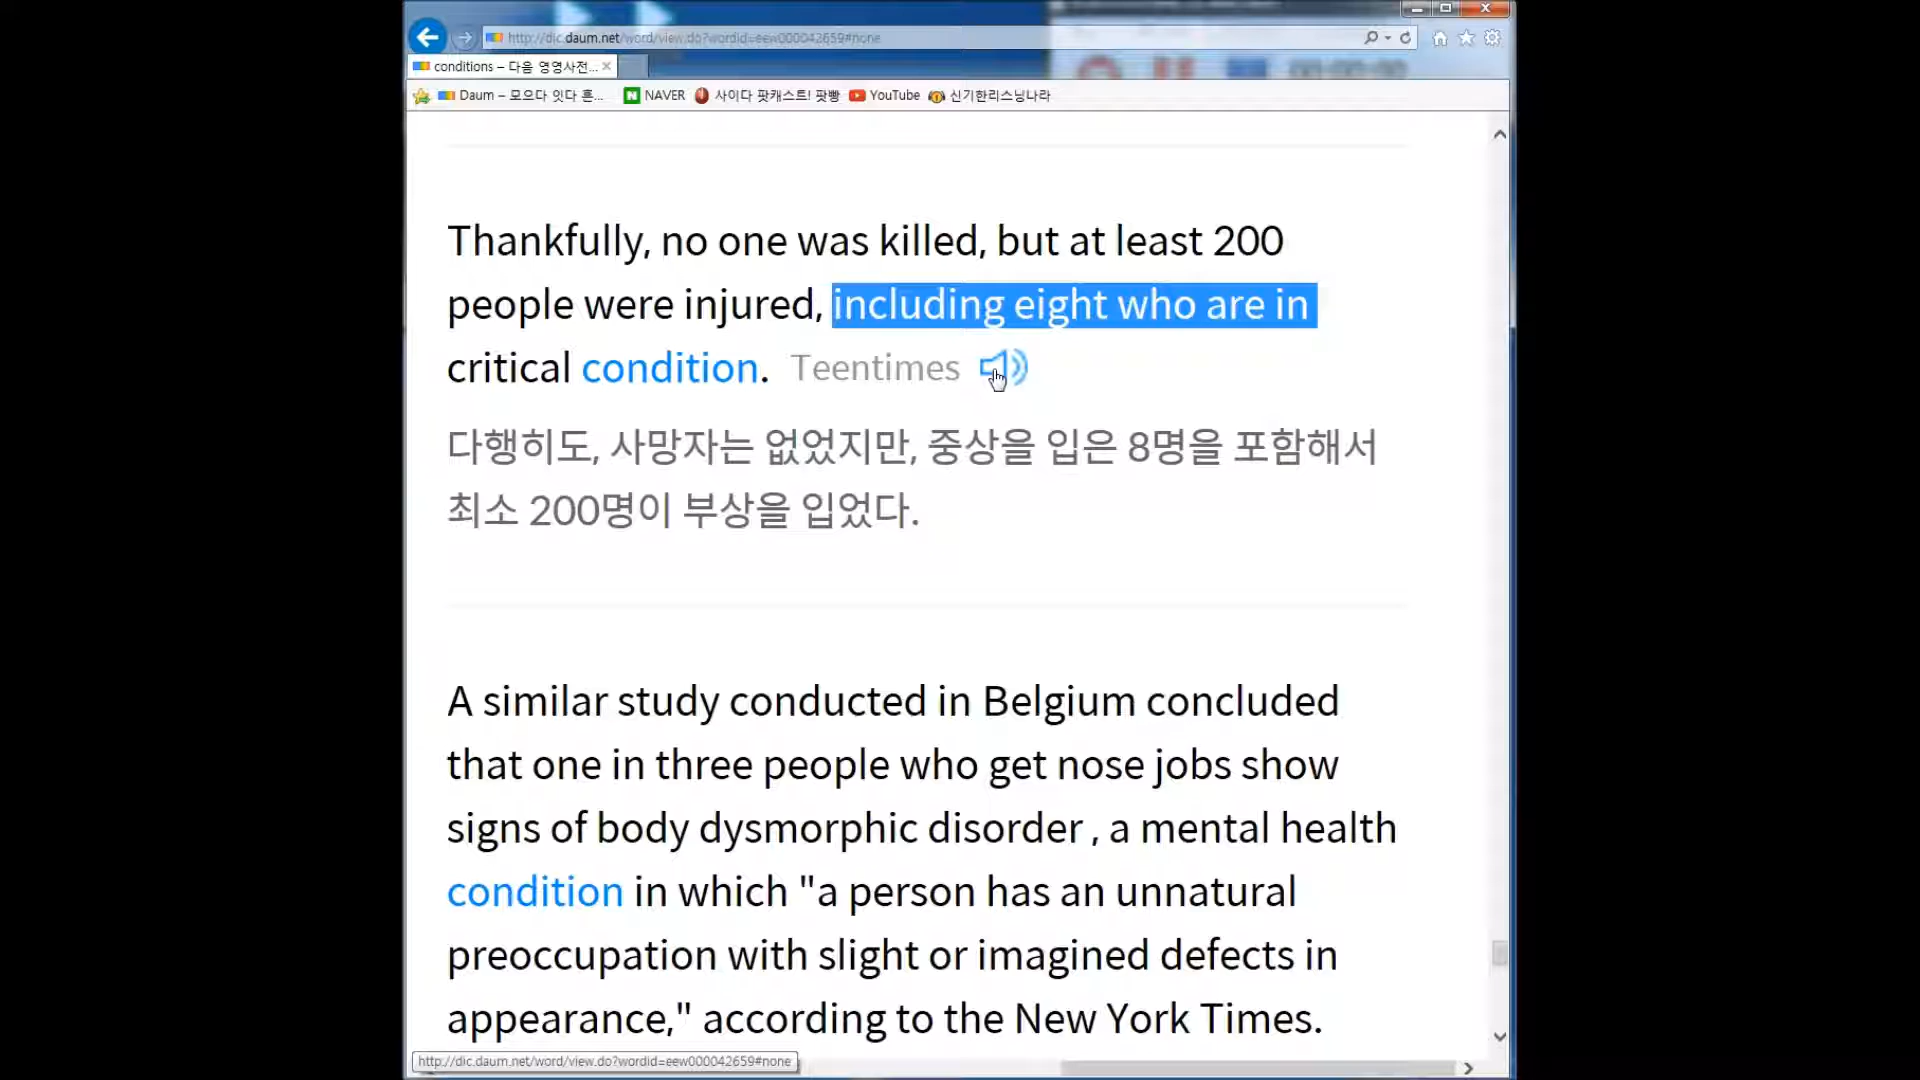 http://dic.daum.net/word/view.do?wordid=eew000042659#none
conditions – 다음 영영사전...
Daum – 모으다 잇다 흔... NAVER 사이다 팟캐스트! 팟빵 YouTube 신기한리스닝나라
Thankfully, no one was killed, but at least 200
people were injured, including eight who are in
critical condition. Teentimes
다행히도, 사망자는 없었지만, 중상을 입은 8명을 포함해서
최소 200명이 부상을 입었다.
A similar study conducted in Belgium concluded
that one in three people who get nose jobs show
signs of body dysmorphic disorder , a mental health
condition in which "a person has an unnatural
preoccupation with slight or imagined defects in
appearance," according to the New York Times.
http://dic.daum.net/word/view.do?wordid=eew000042659#none